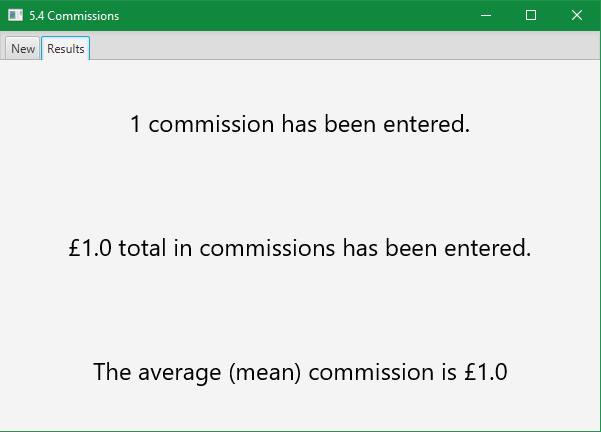 5.4 Commissions
New Results
1 commission has been entered.
£1.0 total in commissions has been entered.
The average (mean) commission is £1.0